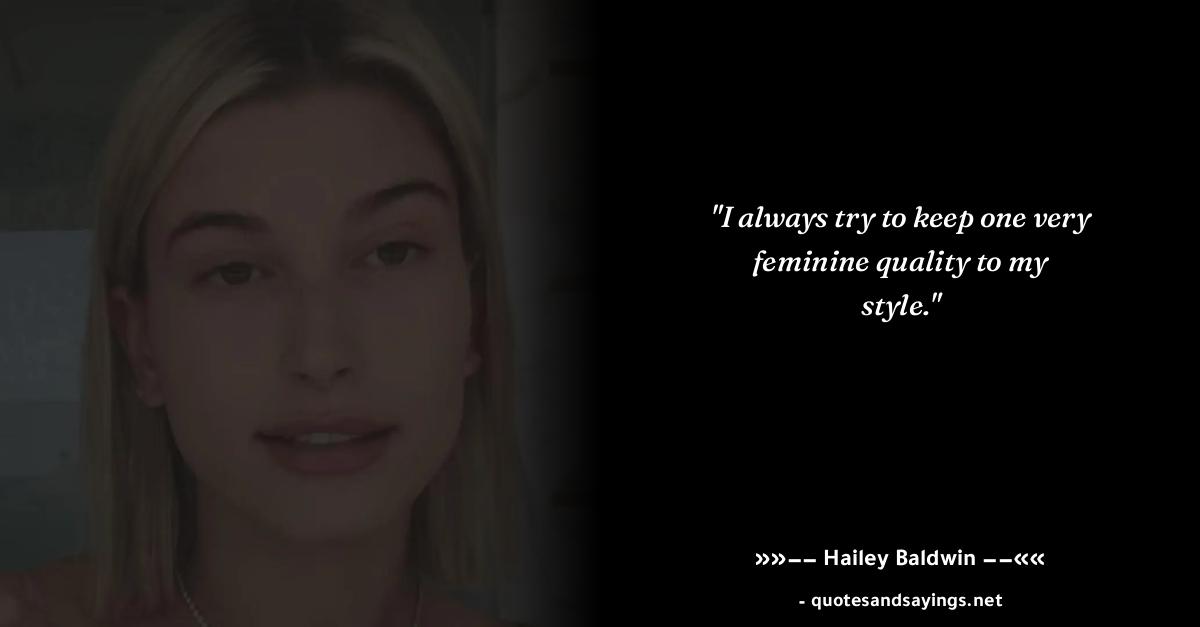 "I always try to keep one very
feminine quality to my
style."
»»–– Hailey Baldwin ––««
- quotesandsayings.net